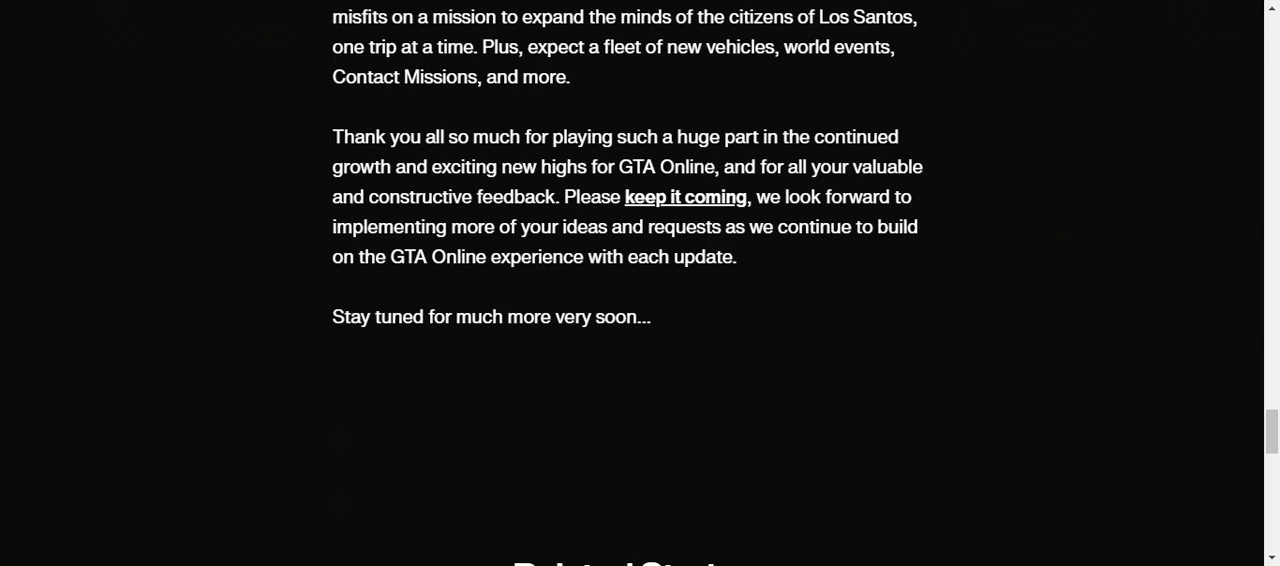 misfits on a mission to expand the minds of the citizens of Los Santos,
one trip at a time. Plus, expect a fleet of new vehicles, world events,
Contact Missions, and more.
Thank you all so much for playing such a huge part in the continued
growth and exciting new highs for GTA Online, and for all your valuable
and constructive feedback. Please keep it coming, we look forward to
implementing more of your ideas and requests as we continue to build
on the GTA Online experience with each update.
Stay tuned for much more very soon...